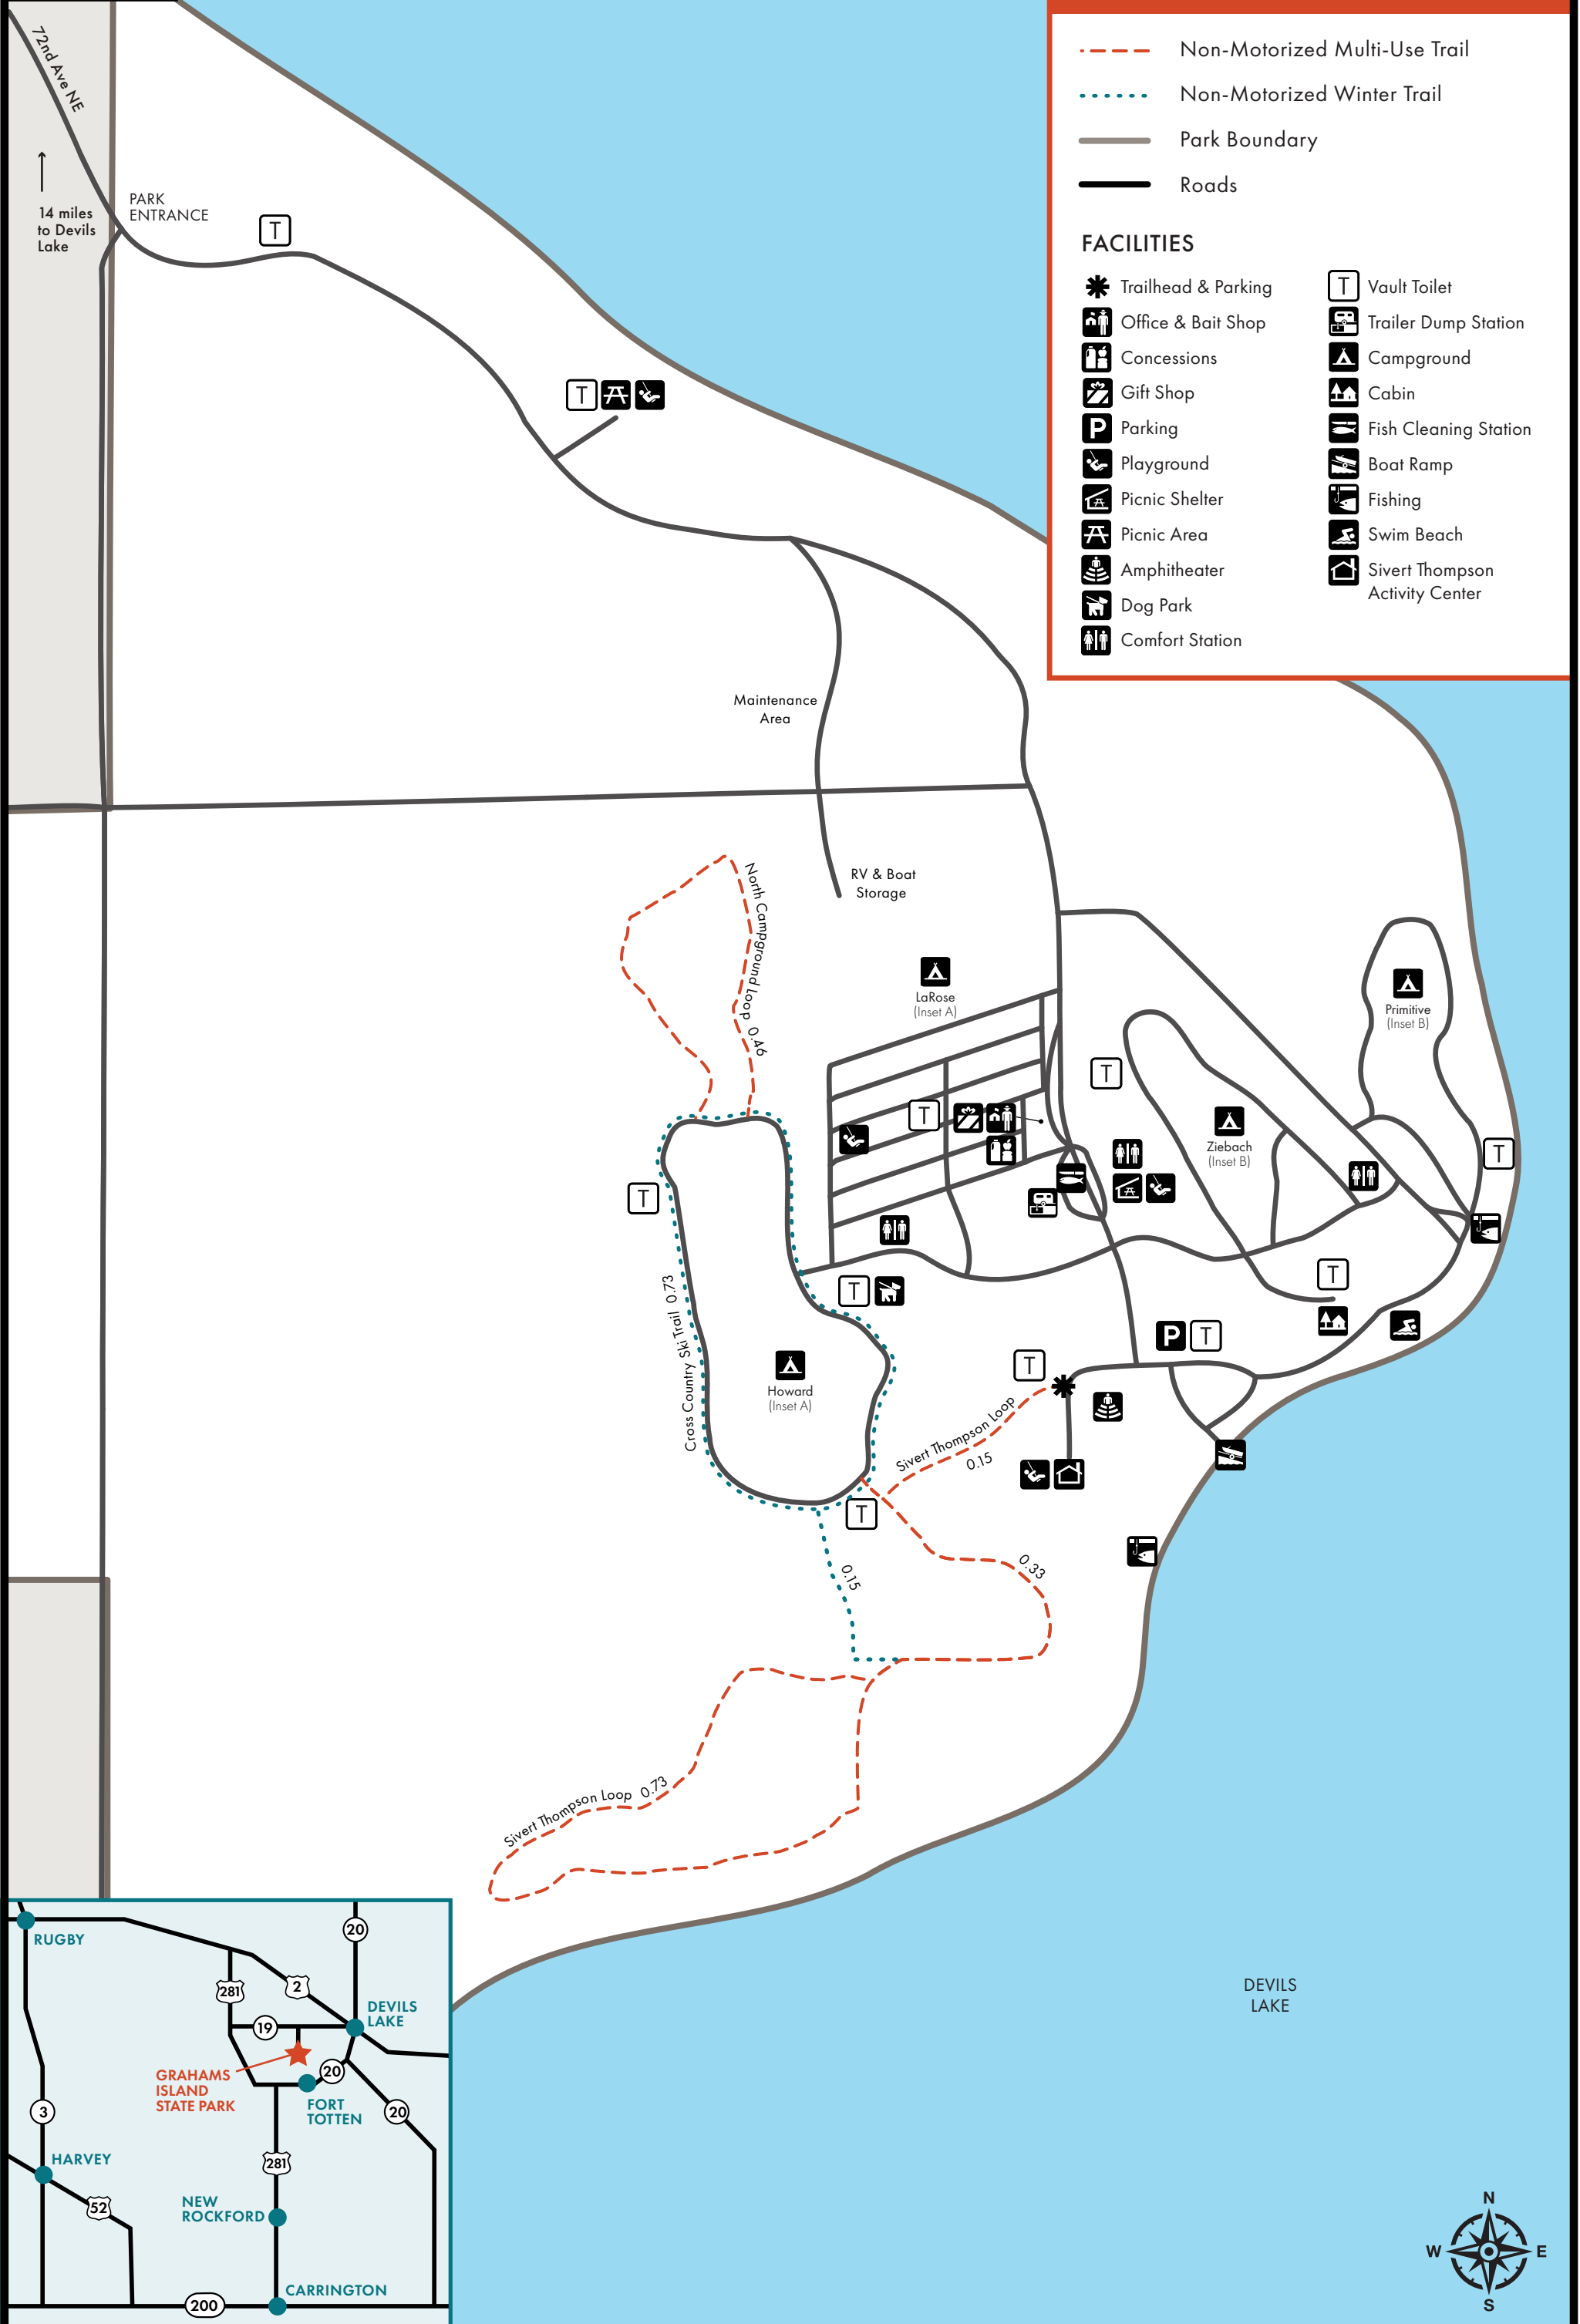 72nd Ave NE
14 miles
to Devils
Lake
PARK
ENTRANCE
T
T
Non-Motorized Multi-Use Trail
Non-Motorized Winter Trail
Park Boundary
Roads
FACILITIES
Trailhead & Parking
Office & Bait Shop
Concessions
Gift Shop
P Parking
Playground
Picnic Shelter
Picnic Area
Amphitheater
Dog Park
Comfort Station
T Vault Toilet
Trailer Dump Station
Campground
Cabin
Fish Cleaning Station
Boat Ramp
Fishing
Swim Beach
Sivert Thompson
Activity Center
Maintenance
Area
RV & Boat
Storage
North Campground Loop 0.46
LaRose
(Inset A)
Primitive
(Inset B)
T
T
Ziebach
(Inset B)
T
T
T
T
Cross Country Ski Trail 0.73
Howard
(Inset A)
P T
T
Sivert Thompson Loop
0.15
T
0.33
0.15
Sivert Thompson Loop 0.73
DEVILS
LAKE
RUGBY
20
281
2
DEVILS
LAKE
19
GRAHAMS
ISLAND
STATE PARK
20
FORT
TOTTEN
20
3
HARVEY
281
52
NEW
ROCKFORD
CARRINGTON
200
N
W E
S